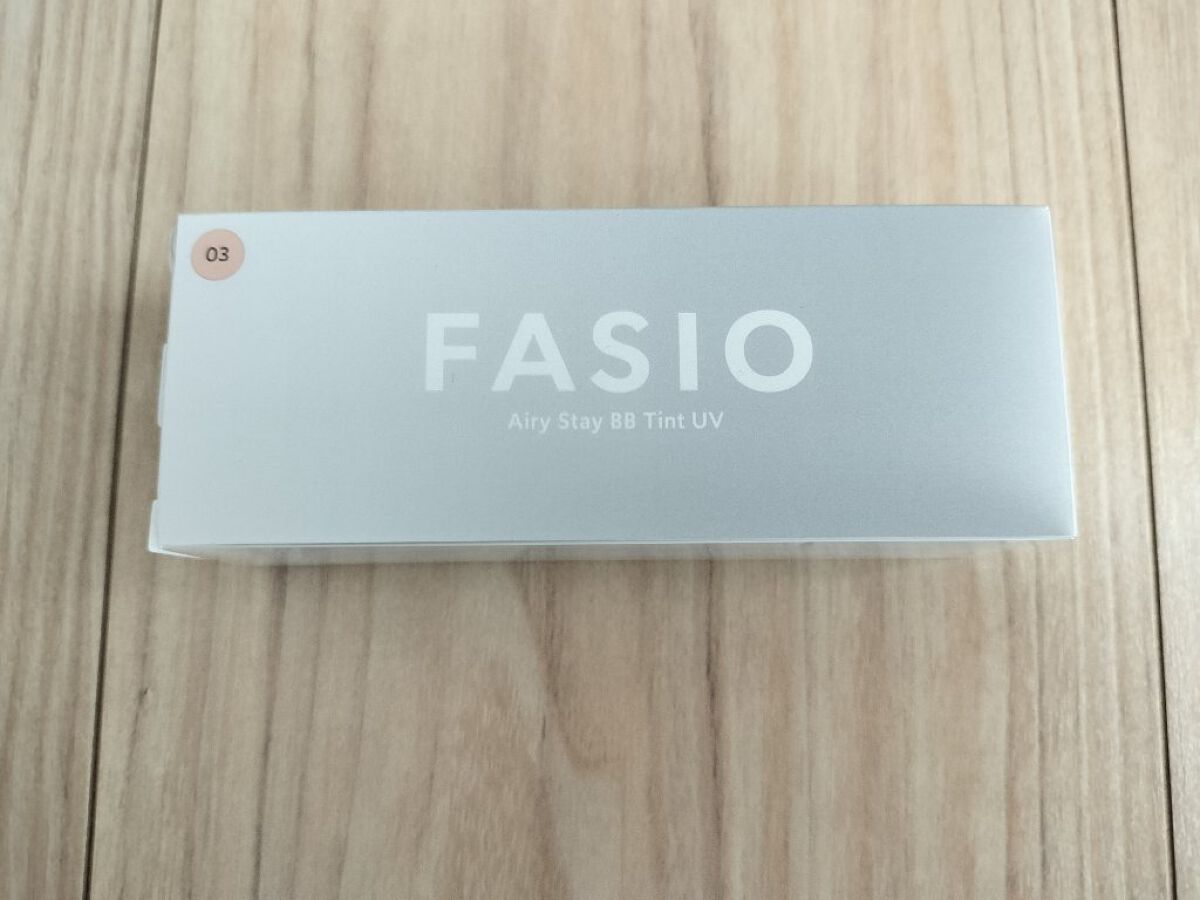 03
FASIO
Airy Stay BB Tint UV